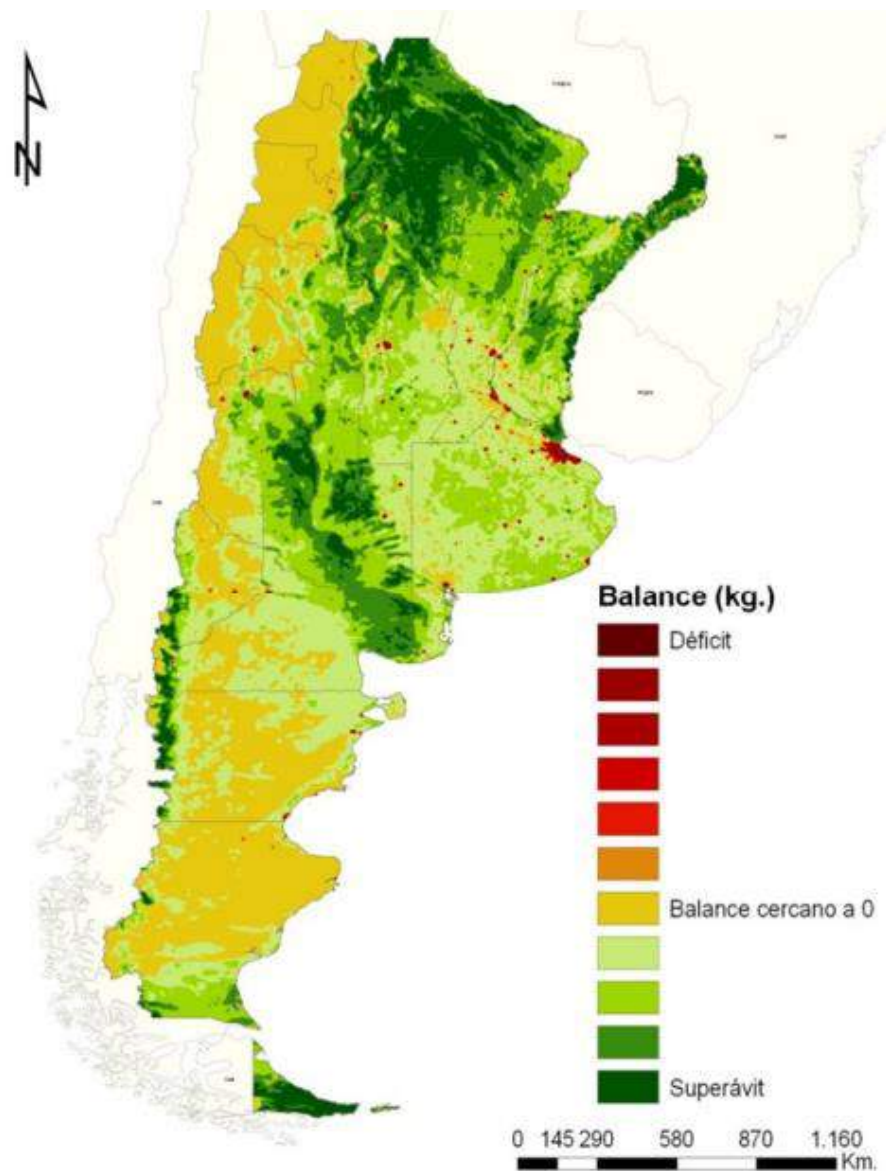 N
Balance (kg.)
Déficit
Balance cercano a 0
Superávit
0 145 290 580 870 1.160
Km.